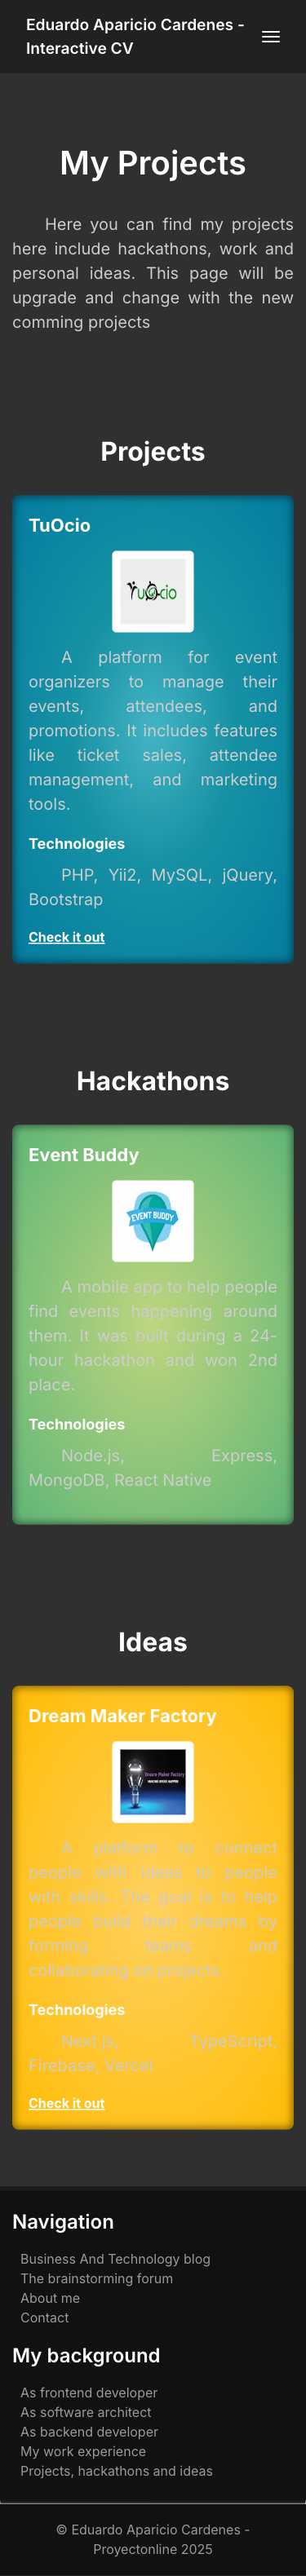 Eduardo Aparicio Cardenes -
Interactive CV
My Projects
Here you can find my projects
here include hackathons, work and
personal ideas. This page will be
upgrade and change with the new
comming projects
Projects
TuOcio
TuOcio
A platform for event
organizers to manage their
events, attendees, and
promotions. It includes features
like ticket sales, attendee
management, and marketing
tools.
Technologies
PHP, Yii2, MySQL, jQuery,
Bootstrap
Check it out
Hackathons
Event Buddy
EVENT BUDDY
A mobile app to help people
find events happening around
them. It was built during a 24-
hour hackathon and won 2nd
place.
Technologies
Node.js, Express,
MongoDB, React Native
Ideas
Dream Maker Factory
Dream Maker Factory
MAKING WISHES HAPPEN
A platform to connect
people with ideas to people
with skills. The goal is to help
people build their dreams by
forming teams and
collaborating on projects.
Technologies
Next.js, TypeScript,
Firebase, Vercel
Check it out
Navigation
Business And Technology blog
The brainstorming forum
About me
Contact
My background
As frontend developer
As software architect
As backend developer
My work experience
Projects, hackathons and ideas
© Eduardo Aparicio Cardenes -
Proyectonline 2025